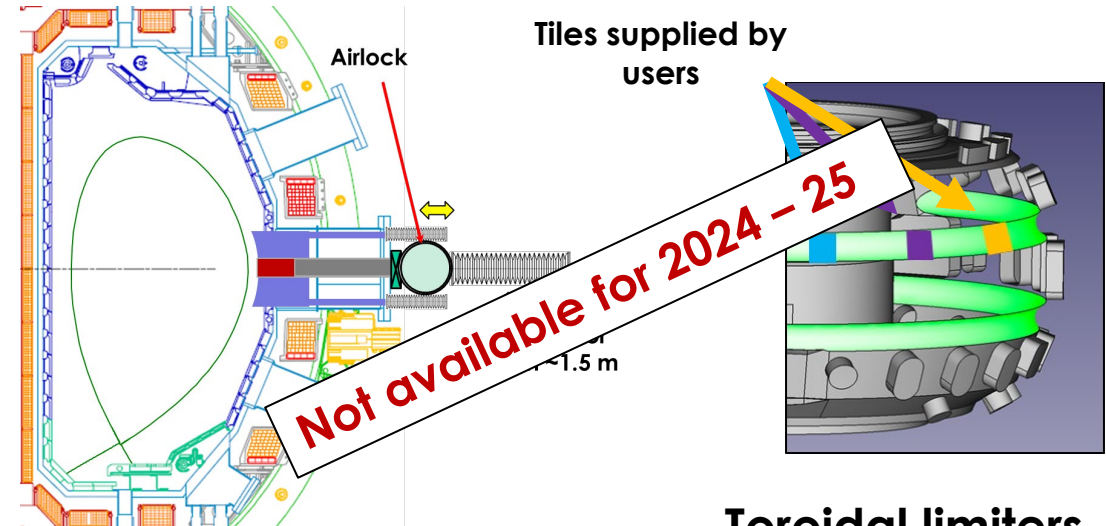 Airlock
Tiles supplied by
users
Not available for 2024 – 25
~1.5 m
Toroidal limiters